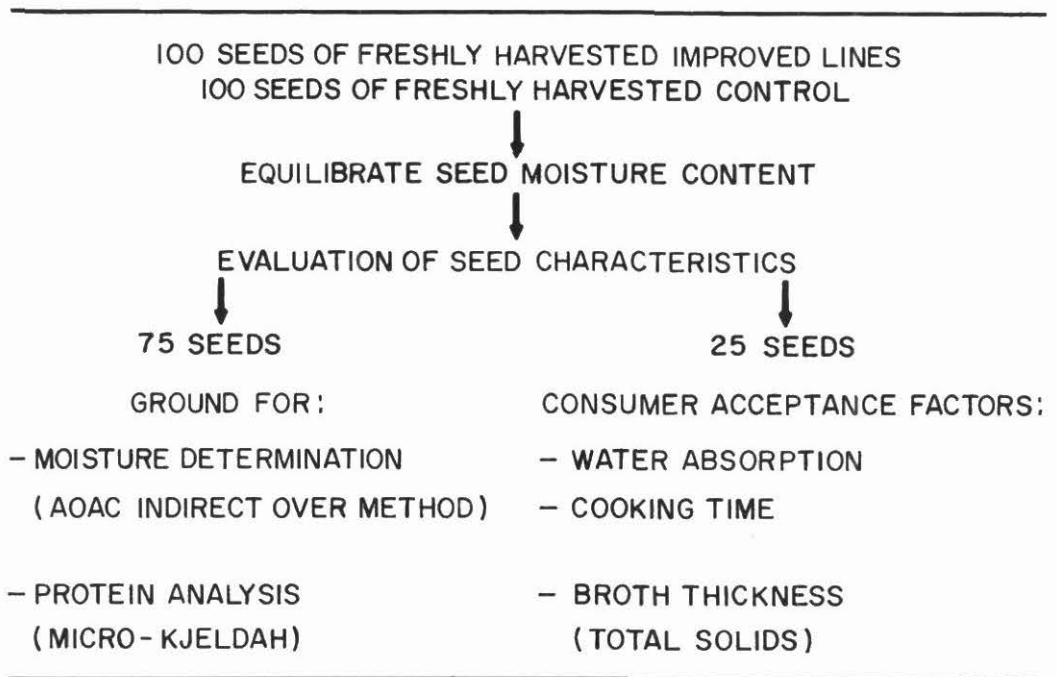 100 SEEDS OF FRESHLY HARVESTED IMPROVED LINES
100 SEEDS OF FRESHLY HARVESTED CONTROL
EQUILIBRATE SEED MOISTURE CONTENT
EVALUATION OF SEED CHARACTERISTICS
75 SEEDS
GROUND FOR:
– MOISTURE DETERMINATION
(AOAC INDIRECT OVER METHOD)
– PROTEIN ANALYSIS
(MICRO-KJELDAH)
25 SEEDS
CONSUMER ACCEPTANCE FACTORS:
– WATER ABSORPTION
– COOKING TIME
– BROTH THICKNESS
(TOTAL SOLIDS)